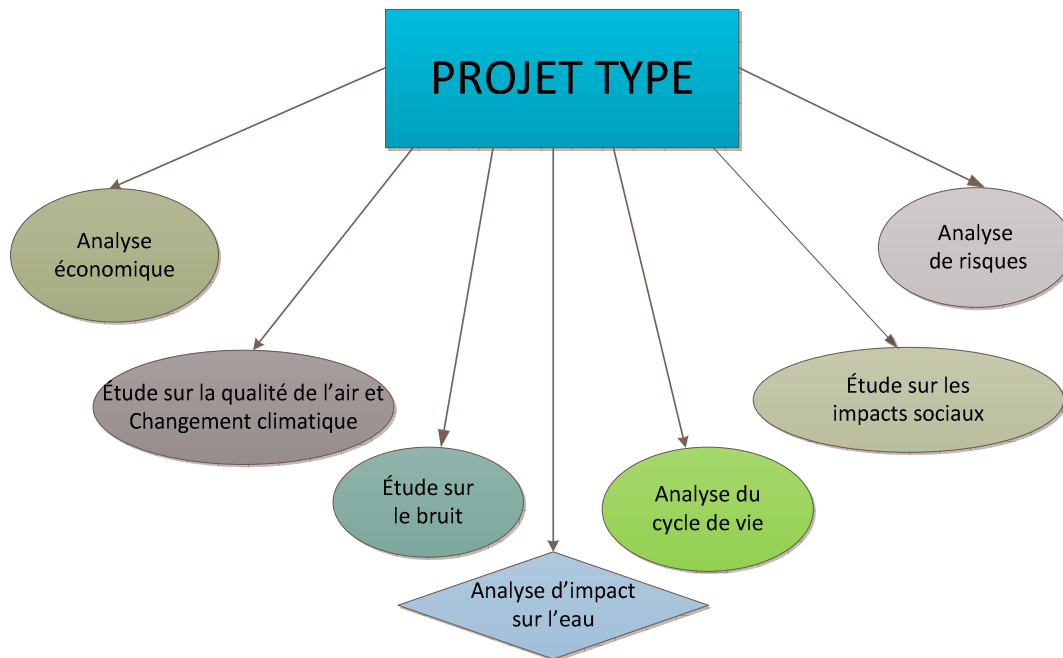 PROJET TYPE
Analyse
économique
Analyse
de risques
Étude sur la qualité de l’air et
Changement climatique
Étude sur les
impacts sociaux
Étude sur
le bruit
Analyse du
cycle de vie
Analyse d’impact
sur l’eau